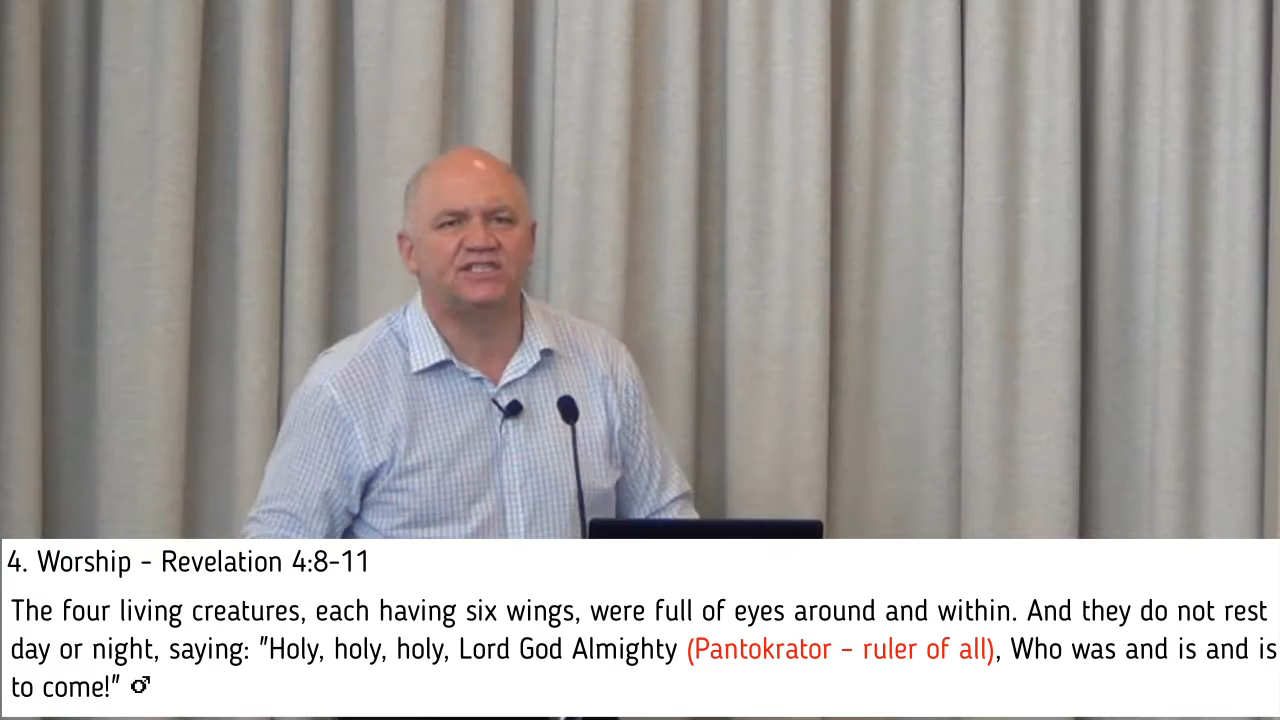 4. Worship - Revelation 4:8-11
The four living creatures, each having six wings, were full of eyes around and within. And they do not rest
day or night, saying: "Holy, holy, holy, Lord God Almighty (Pantokrator - ruler of all), Who was and is and is
to come!" ♂